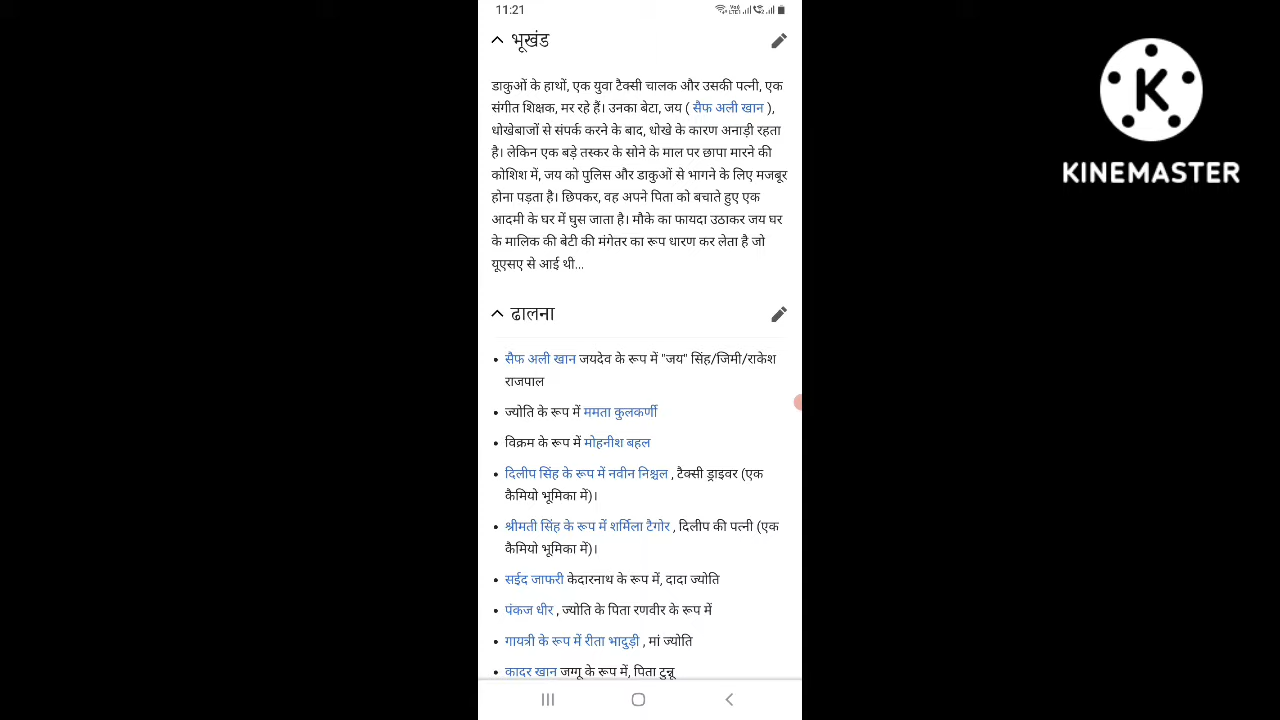 11:21
भूखंड
डाकुओं के हाथों, एक युवा टैक्सी चालक और उसकी पत्नी, एक
संगीत शिक्षक, मर रहे हैं। उनका बेटा, जय ( सैफ अली खान ),
धोखेबाजों से संपर्क करने के बाद, धोखे के कारण अनाड़ी रहता
है। लेकिन एक बड़े तस्कर के सोने के माल पर छापा मारने की
कोशिश में, जय को पुलिस और डाकुओं से भागने के लिए मजबूर
होना पड़ता है। छिपकर, वह अपने पिता को बचाते हुए एक
आदमी के घर में घुस जाता है। मौके का फायदा उठाकर जय घर
के मालिक की बेटी की मंगेतर का रूप धारण कर लेता है जो
यूएसए से आई थी...
ढालना
• सैफ अली खान जयदेव के रूप में "जय" सिंह/जिमी/राकेश
राजपाल
• ज्योति के रूप में ममता कुलकर्णी
• विक्रम के रूप में मोहनीश बहल
• दिलीप सिंह के रूप में नवीन निश्चल , टैक्सी ड्राइवर (एक
कैमियो भूमिका में)।
• श्रीमती सिंह के रूप में शर्मिला टैगोर , दिलीप की पत्नी (एक
कैमियो भूमिका में)।
• सईद जाफरी केदारनाथ के रूप में, दादा ज्योति
• पंकज धीर , ज्योति के पिता रणवीर के रूप में
• गायत्री के रूप में रीता भादुड़ी , मां ज्योति
• कादर खान जग्गू के रूप में, पिता टुन्नू
K
KINEMASTER